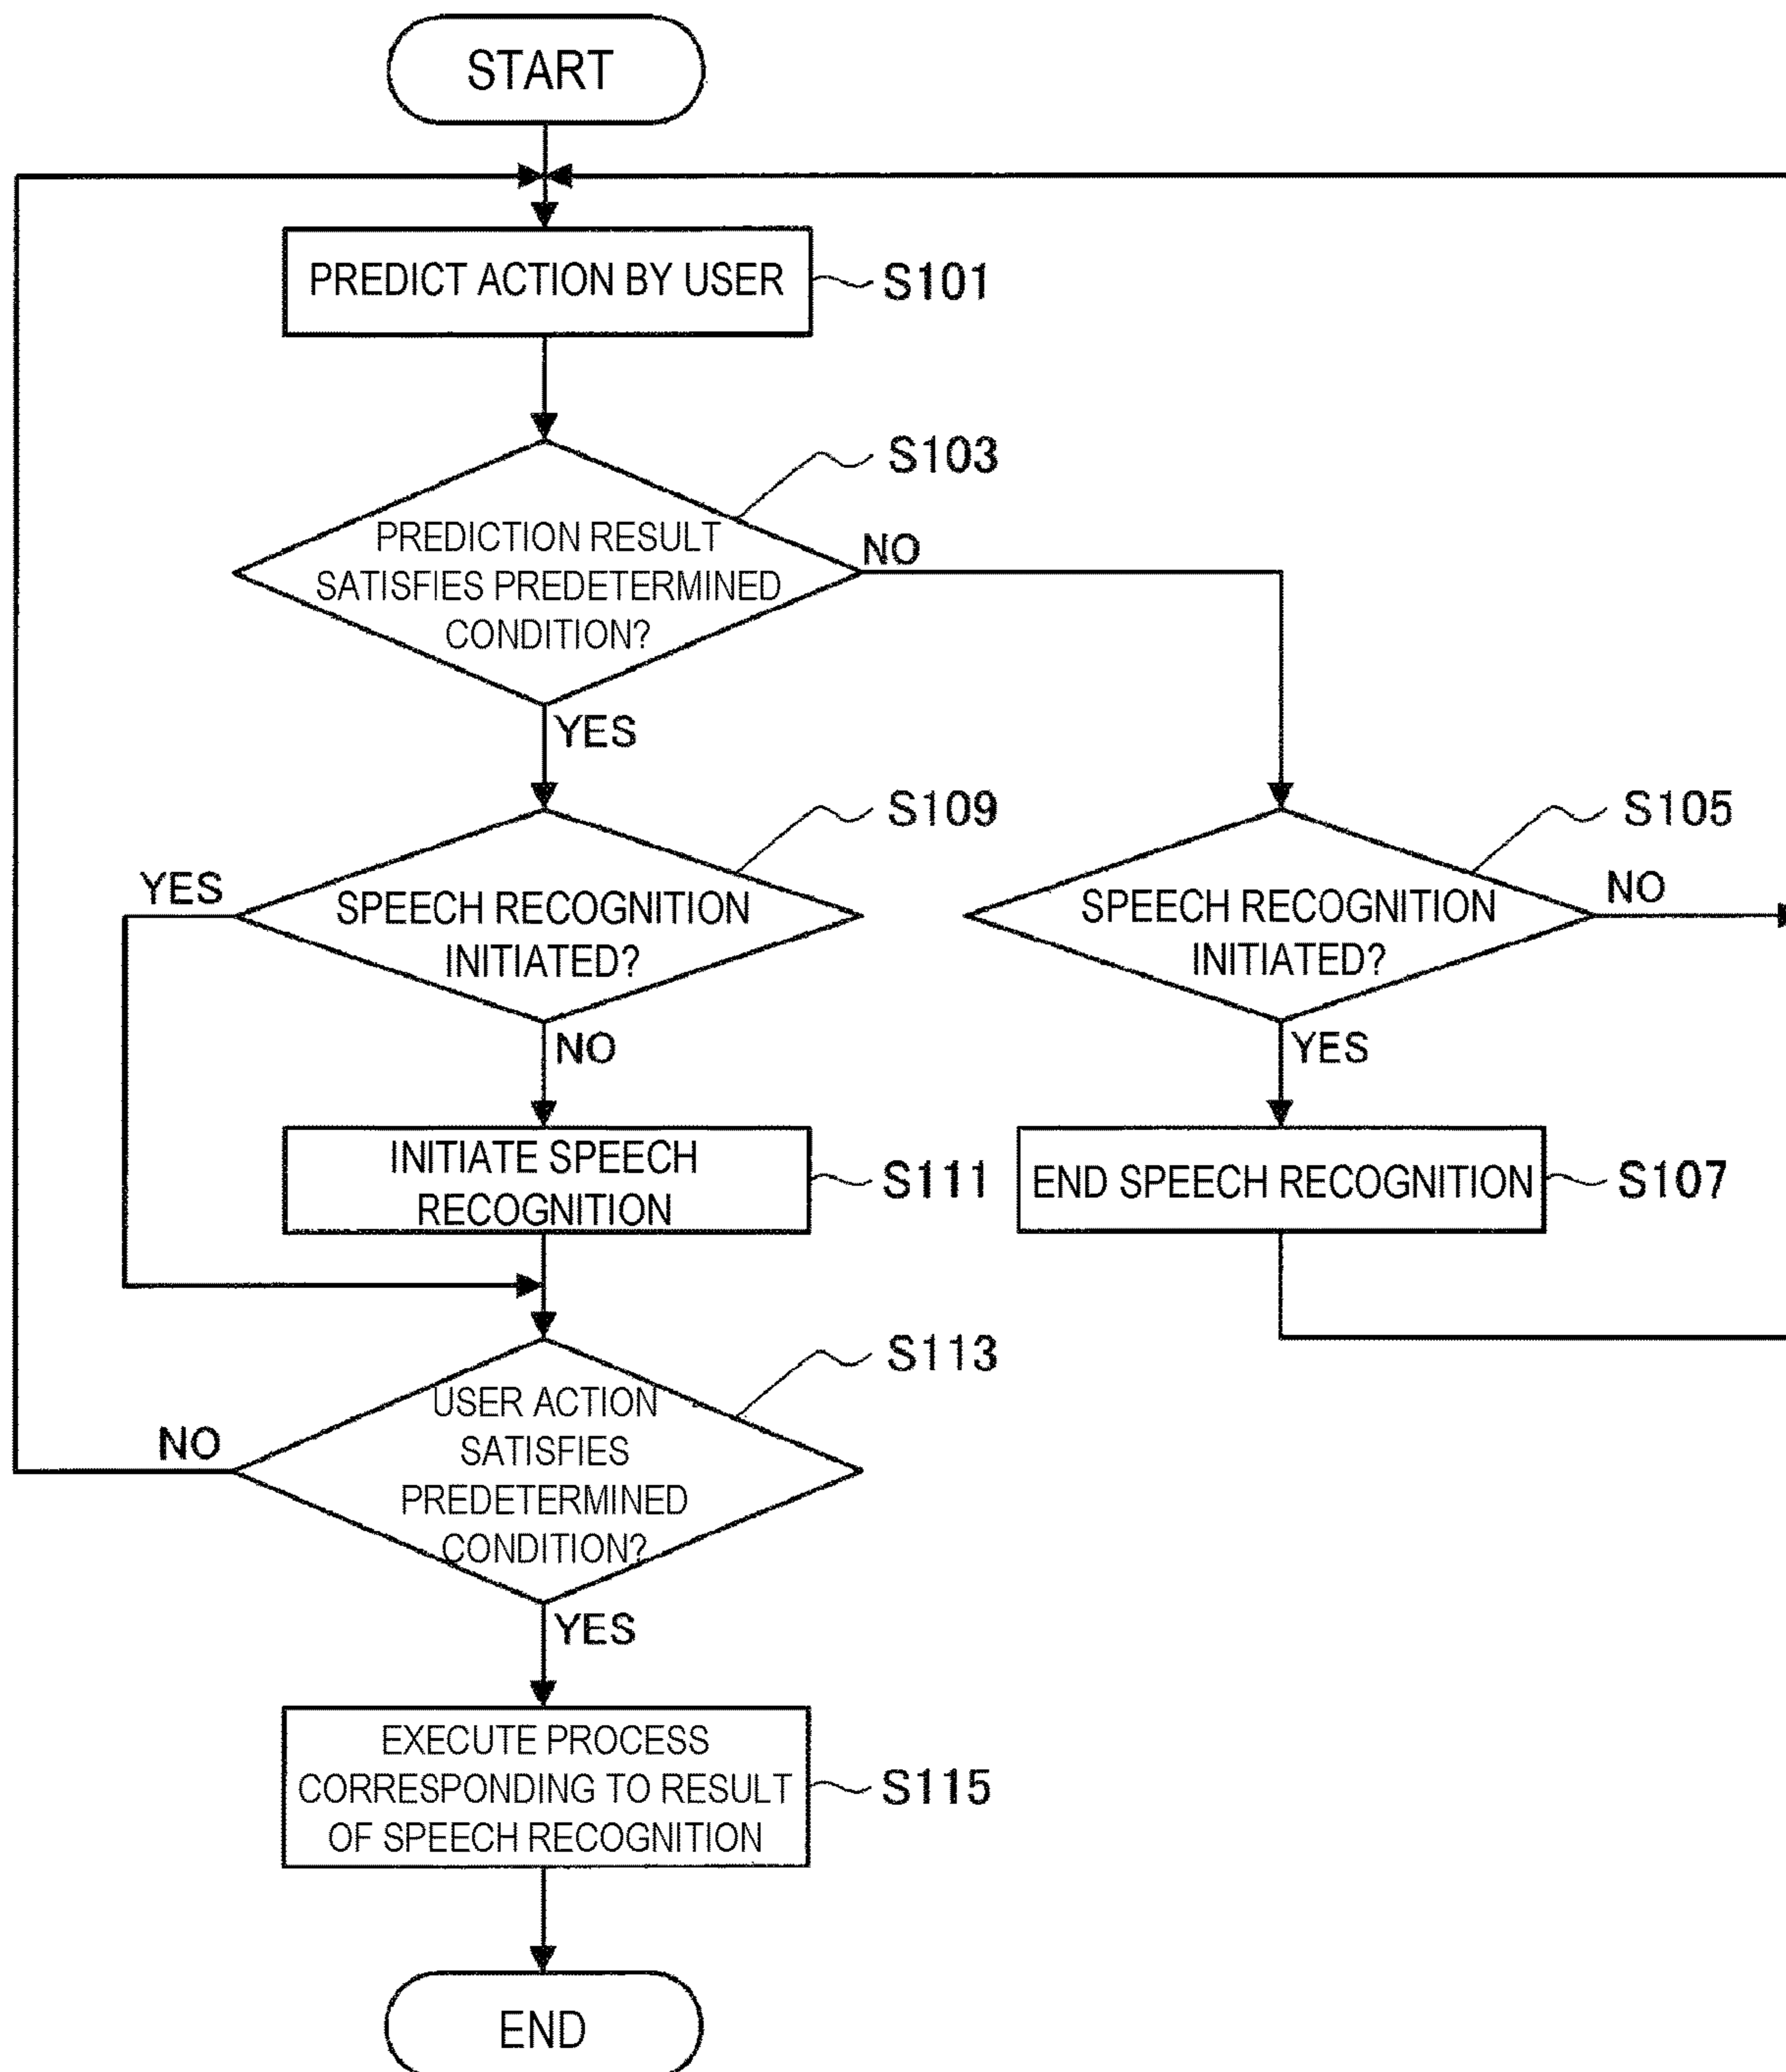 START
PREDICT ACTION BY USER
S101
S103
PREDICTION RESULT
SATISFIES PREDETERMINED
CONDITION?
NO
YES
S109
YES
SPEECH RECOGNITION
INITIATED?
NO
S105
SPEECH RECOGNITION
INITIATED?
NO
YES
INITIATE SPEECH
RECOGNITION
S111
END SPEECH RECOGNITION
S107
S113
USER ACTION
SATISFIES
PREDETERMINED
CONDITION?
NO
YES
EXECUTE PROCESS
CORRESPONDING TO RESULT
OF SPEECH RECOGNITION
S115
END